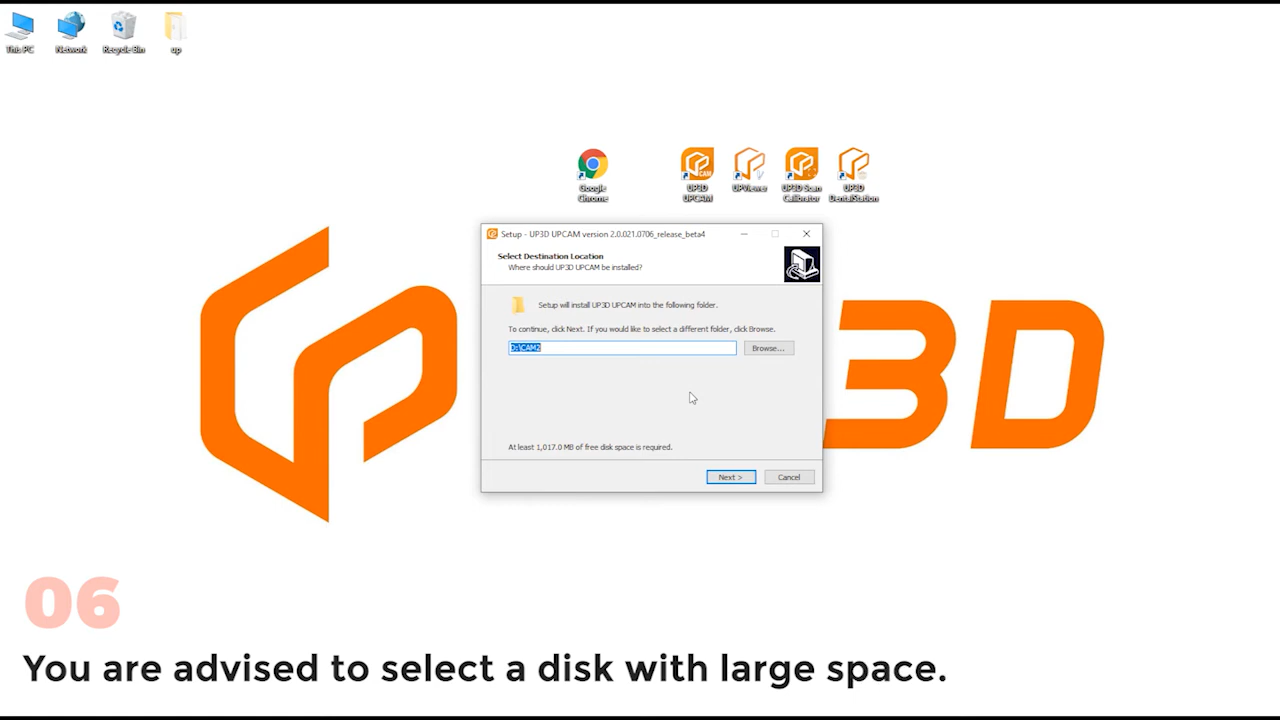 This PC
Network
Recycle Bin
up
Google
Chrome
UP3D
UPCAM
UPViewer
UP3D Scan
Calibrator
UP3D
DentalStation
CAM
Setup - UP3D UPCAM version 2.0.021.0706_release_beta4
Select Destination Location
Where should UP3D UPCAM be installed?
Setup will install UP3D UPCAM into the following folder.
To continue, click Next. If you would like to select a different folder, click Browse.
D:\CAM2
Browse...
At least 1,017.0 MB of free disk space is required.
Next >
Cancel
3D
06
You are advised to select a disk with large space.